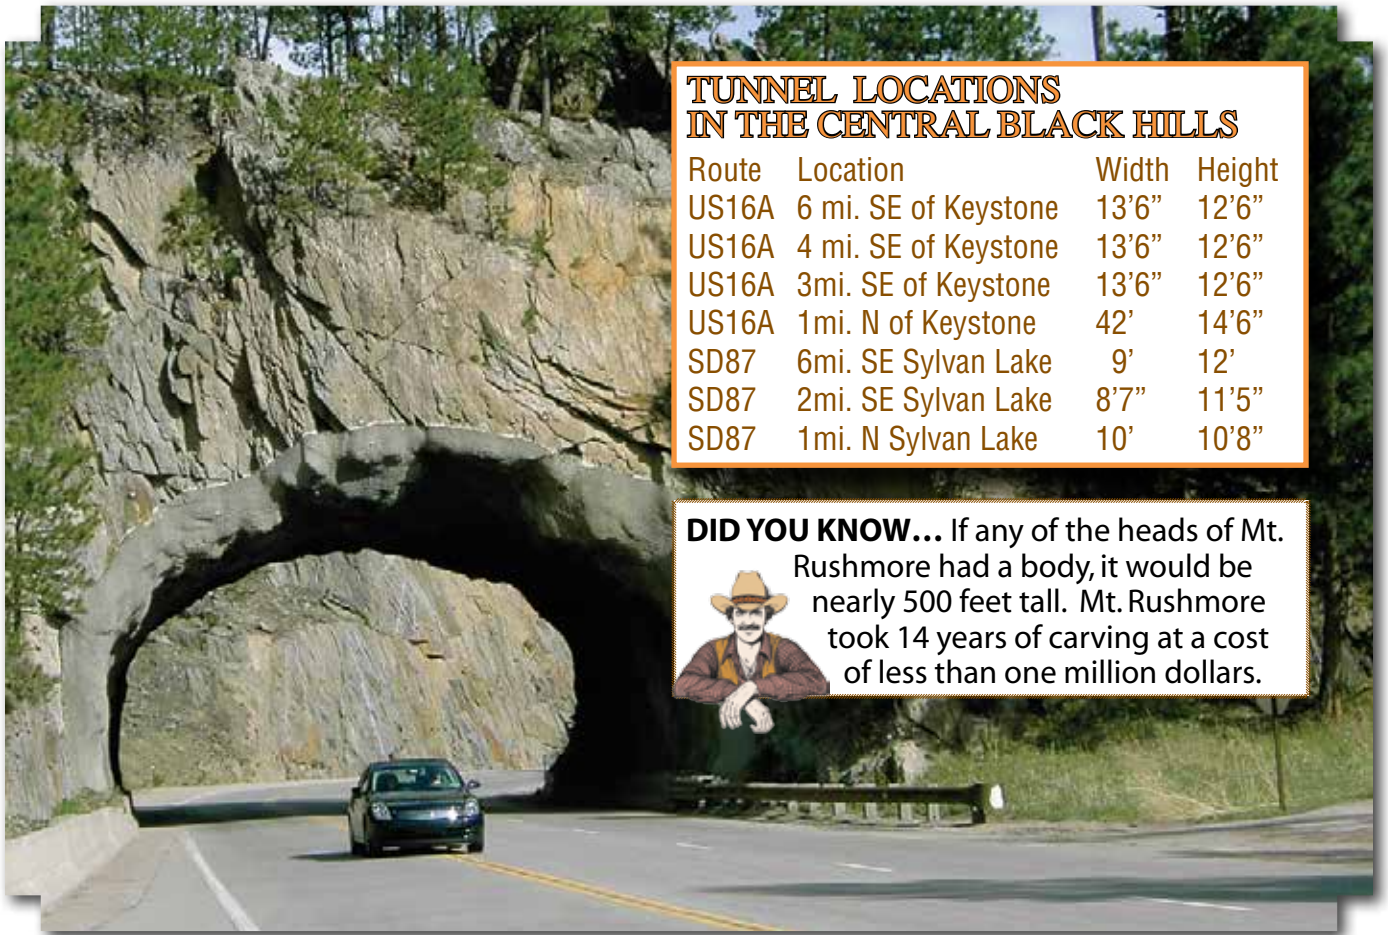 TUNNEL LOCATIONS
IN THE CENTRAL BLACK HILLS
Route Location Width Height
US16A 6 mi. SE of Keystone 13'6” 12'6”
US16A 4 mi. SE of Keystone 13'6” 12'6”
US16A 3mi. SE of Keystone 13'6” 12'6”
US16A 1mi. N of Keystone 42' 14'6”
SD87 6mi. SE Sylvan Lake 9' 12'
SD87 2mi. SE Sylvan Lake 8'7” 11'5”
SD87 1mi. N Sylvan Lake 10' 10'8”
DID YOU KNOW... If any of the heads of Mt.
Rushmore had a body, it would be
nearly 500 feet tall. Mt. Rushmore
took 14 years of carving at a cost
of less than one million dollars.